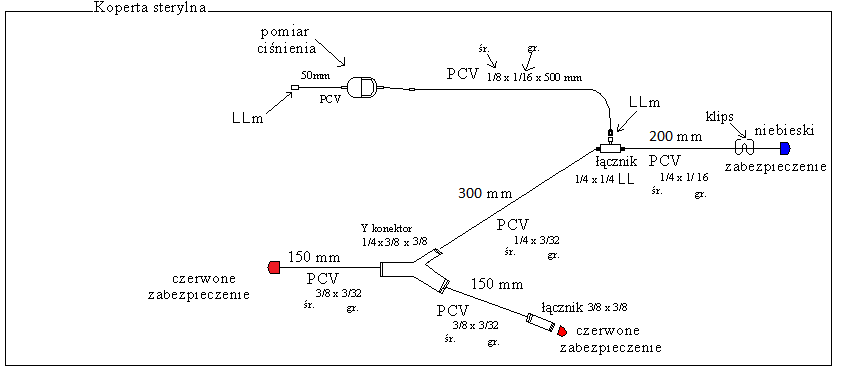 Koperta sterylna
pomiar
ciśnienia
50mm
PCV
LLm
śr.
gr.
PCV 1/8 x 1/16 x 500 mm
LLm
200 mm
klips
niebieski
zabezpieczenie
łącznik
1/4 x 1/4 LL
PCV
1/4 x 1/16
śr.
gr.
300 mm
PCV
1/4 x 3/32
śr.
gr.
Y konektor
1/4 x 3/8 x 3/8
150 mm
PCV
3/8 x 3/32
śr.
gr.
czerwone
zabezpieczenie
150 mm
PCV
3/8 x 3/32
śr.
gr.
łącznik 3/8 x 3/8
czerwone
zabezpieczenie